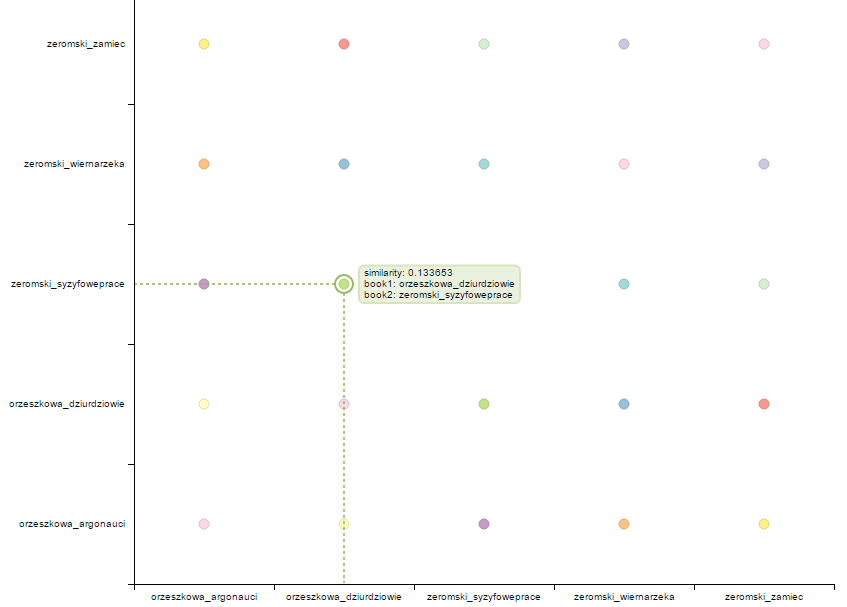 zeromski_zamiec
zeromski_wiernarzeka
zeromski_syzyfoweprace
similarity: 0.133653
book1: orzeszkowa_dziurdziowie
book2: zeromski_syzyfoweprace
orzeszkowa_dziurdziowie
orzeszkowa_argonauci
orzeszkowa_argonauci orzeszkowa_dziurdziowie zeromski_syzyfoweprace zeromski_wiernarzeka zeromski_zamiec